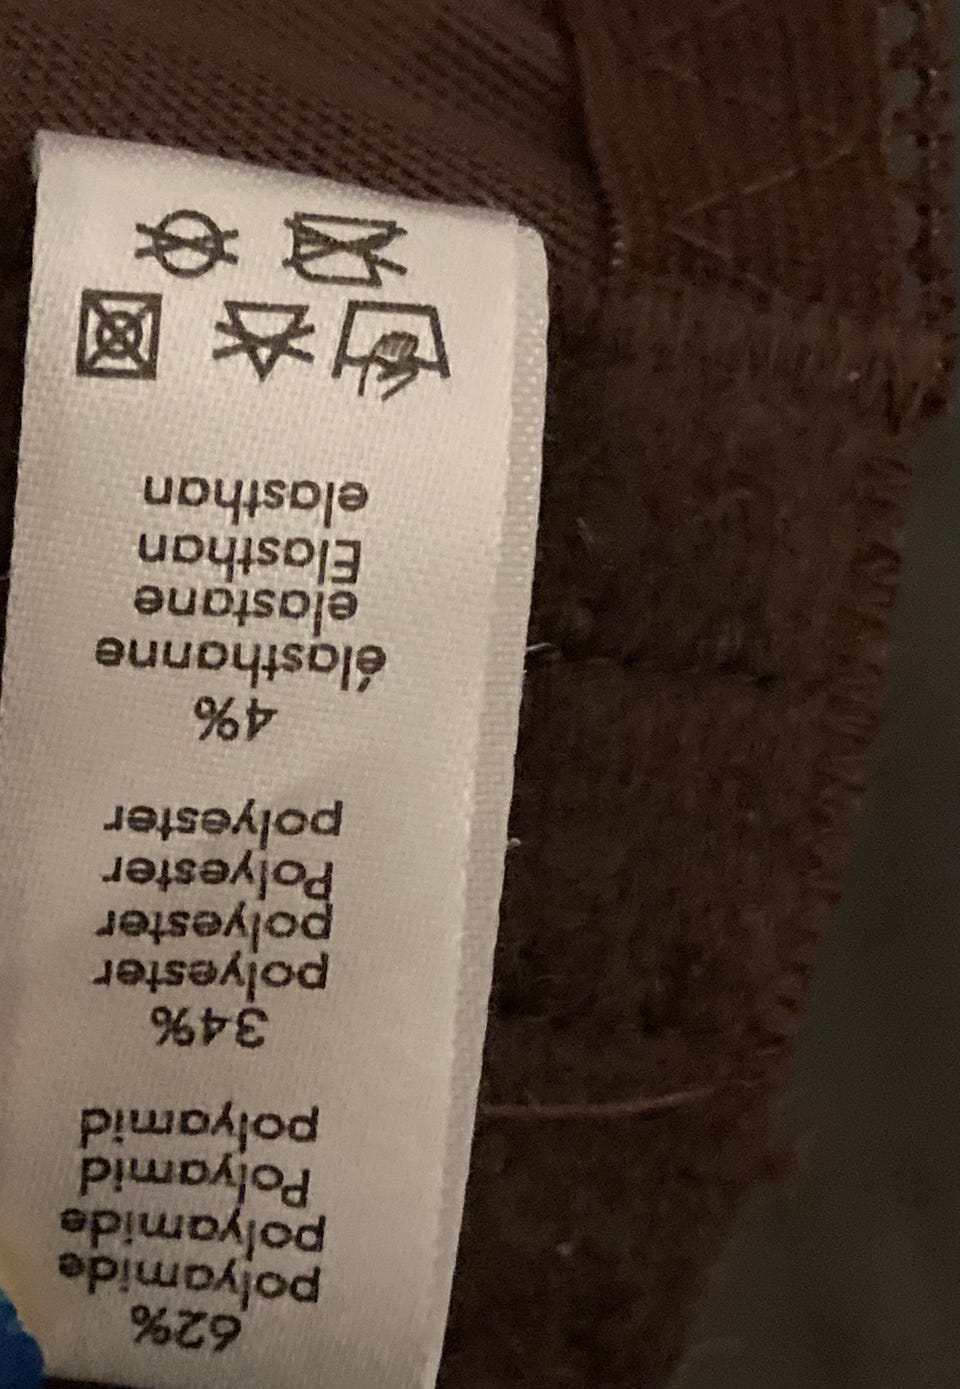 62%
polyamide
polyamide
Polyamid
polyamid
34%
polyester
polyester
Polyester
polyester
4%
élasthanne
elastane
Elasthan
elasthan